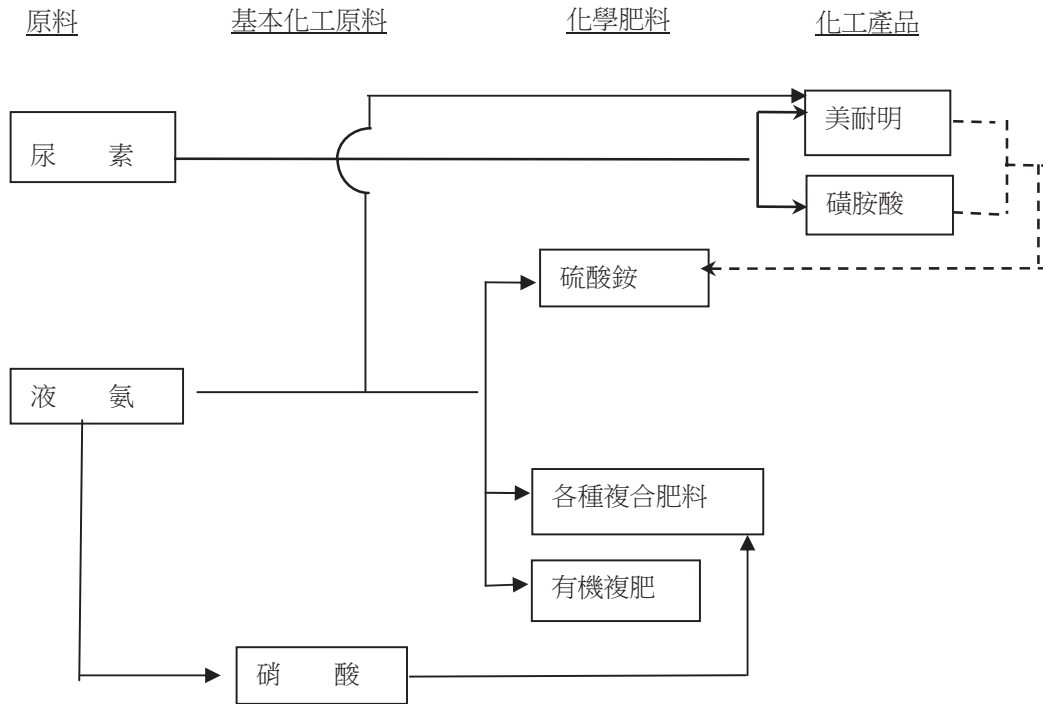 原料 基本化工原料 化學肥料 化工產品
美耐明
尿 素
磺胺酸
硫酸銨
液 氨
各種複合肥料
有機複肥
硝 酸